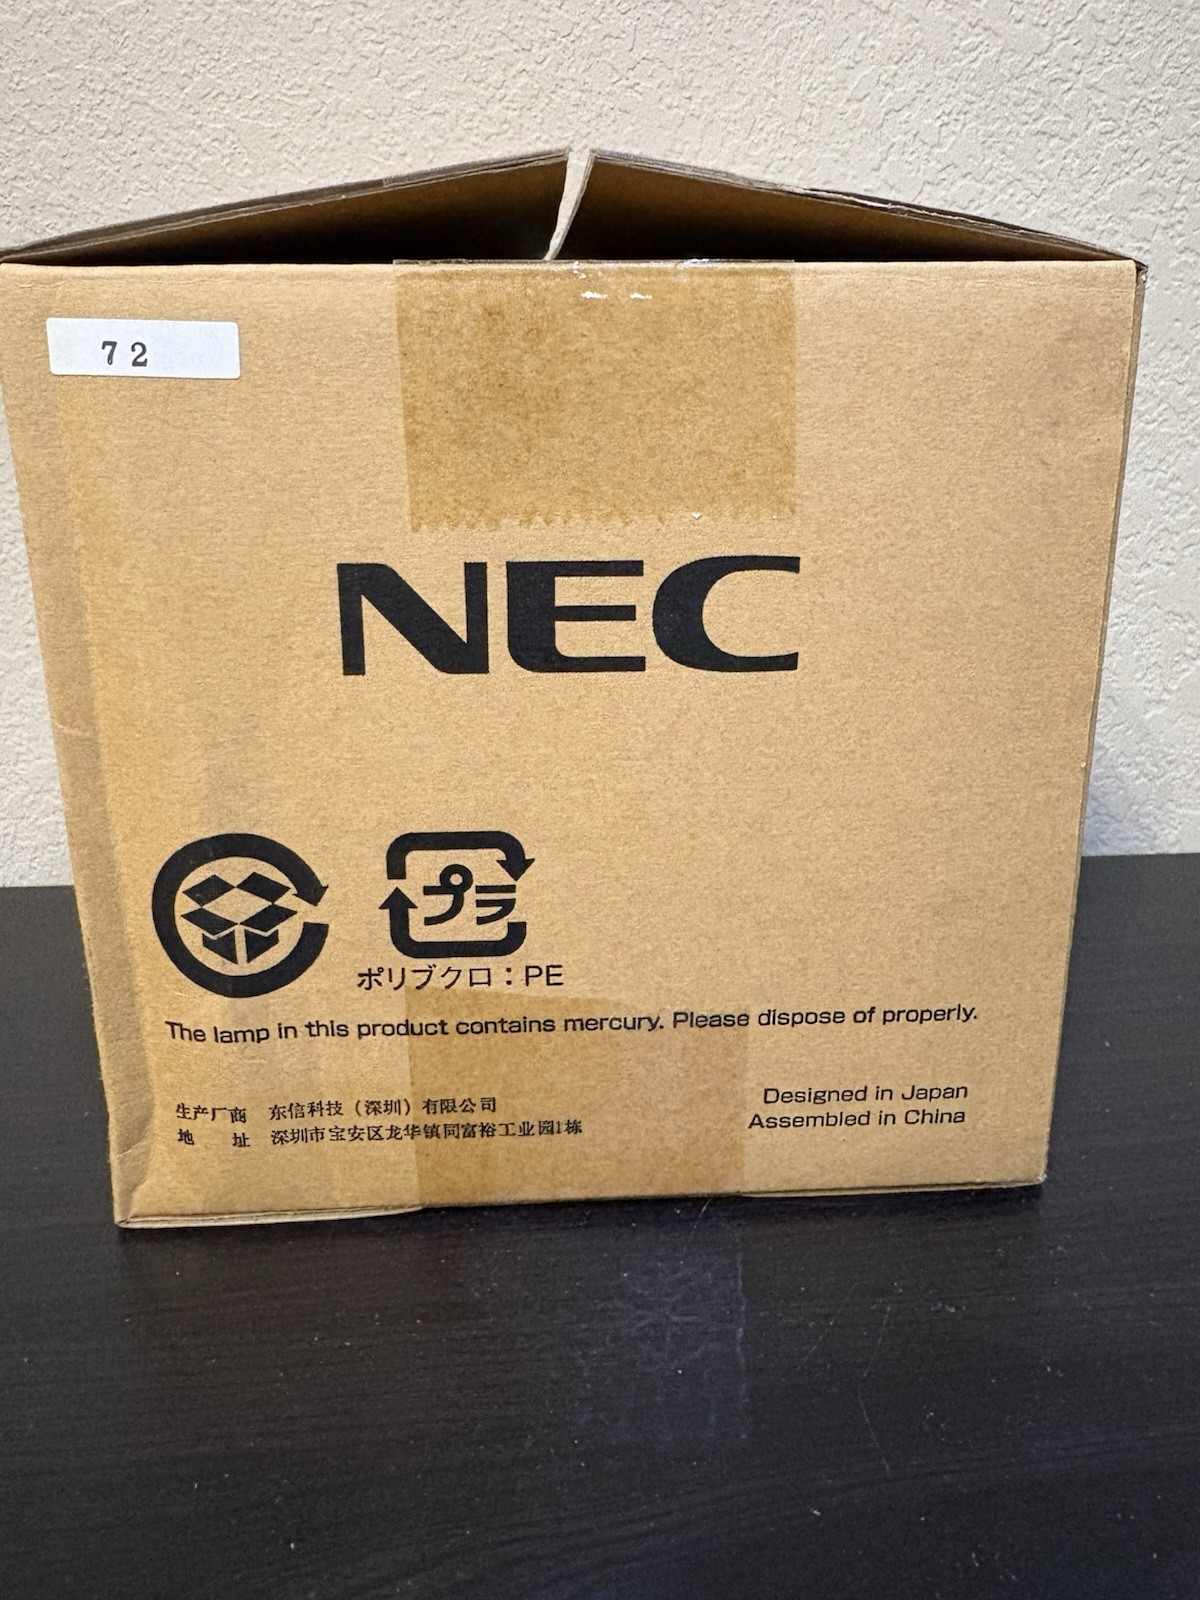 72
NEC
プラ
ポリブクロ：PE
The lamp in this product contains mercury. Please dispose of properly.
生产厂商 东信科技（深圳）有限公司
地 址 深圳市宝安区龙华镇同富裕工业园1栋
Designed in Japan
Assembled in China